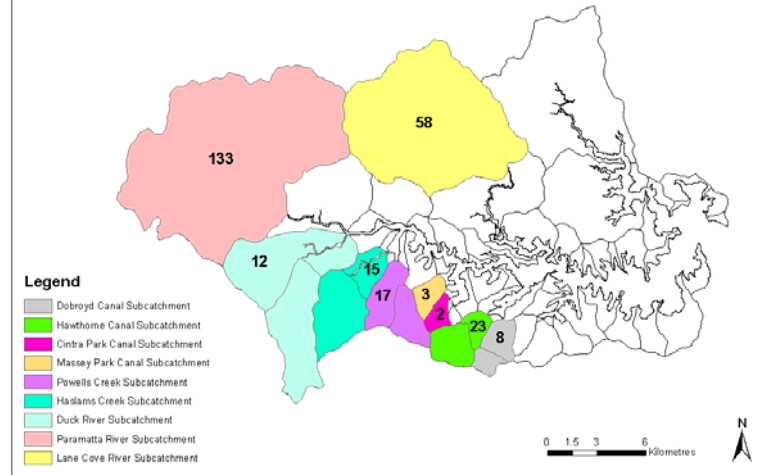 133
58
12
15
17
3
2
23
8
Legend
Dobroyd Canal Subcatchment
Hawthorne Canal Subcatchment
Cintra Park Canal Subcatchment
Massey Park Canal Subcatchment
Powells Creek Subcatchment
Haslams Creek Subcatchment
Duck River Subcatchment
Paramatta River Subcatchment
Lane Cove River Subcatchment
N
0 1.5 3 6
Kilometres